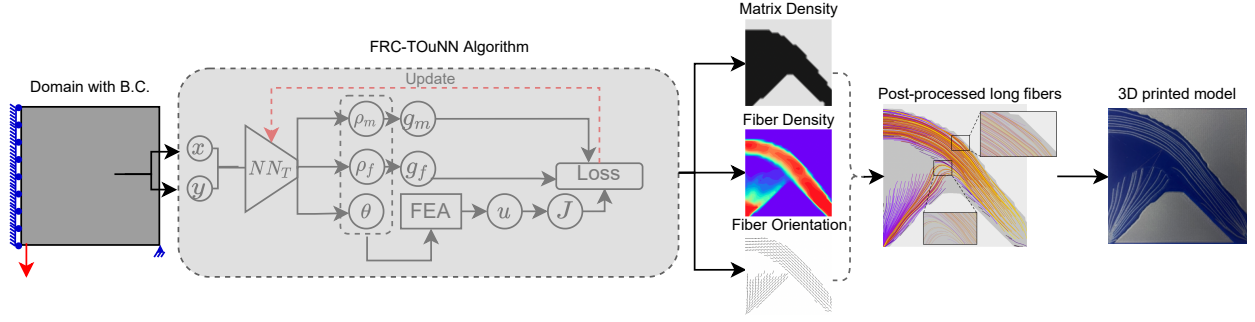 Domain with B.C.
FRC-TOuNN Algorithm
Update
x
y
NN_T
ρ_m
g_m
ρ_f
g_f
θ
FEA
u
J
Loss
Matrix Density
Fiber Density
Fiber Orientation
Post-processed long fibers
3D printed model